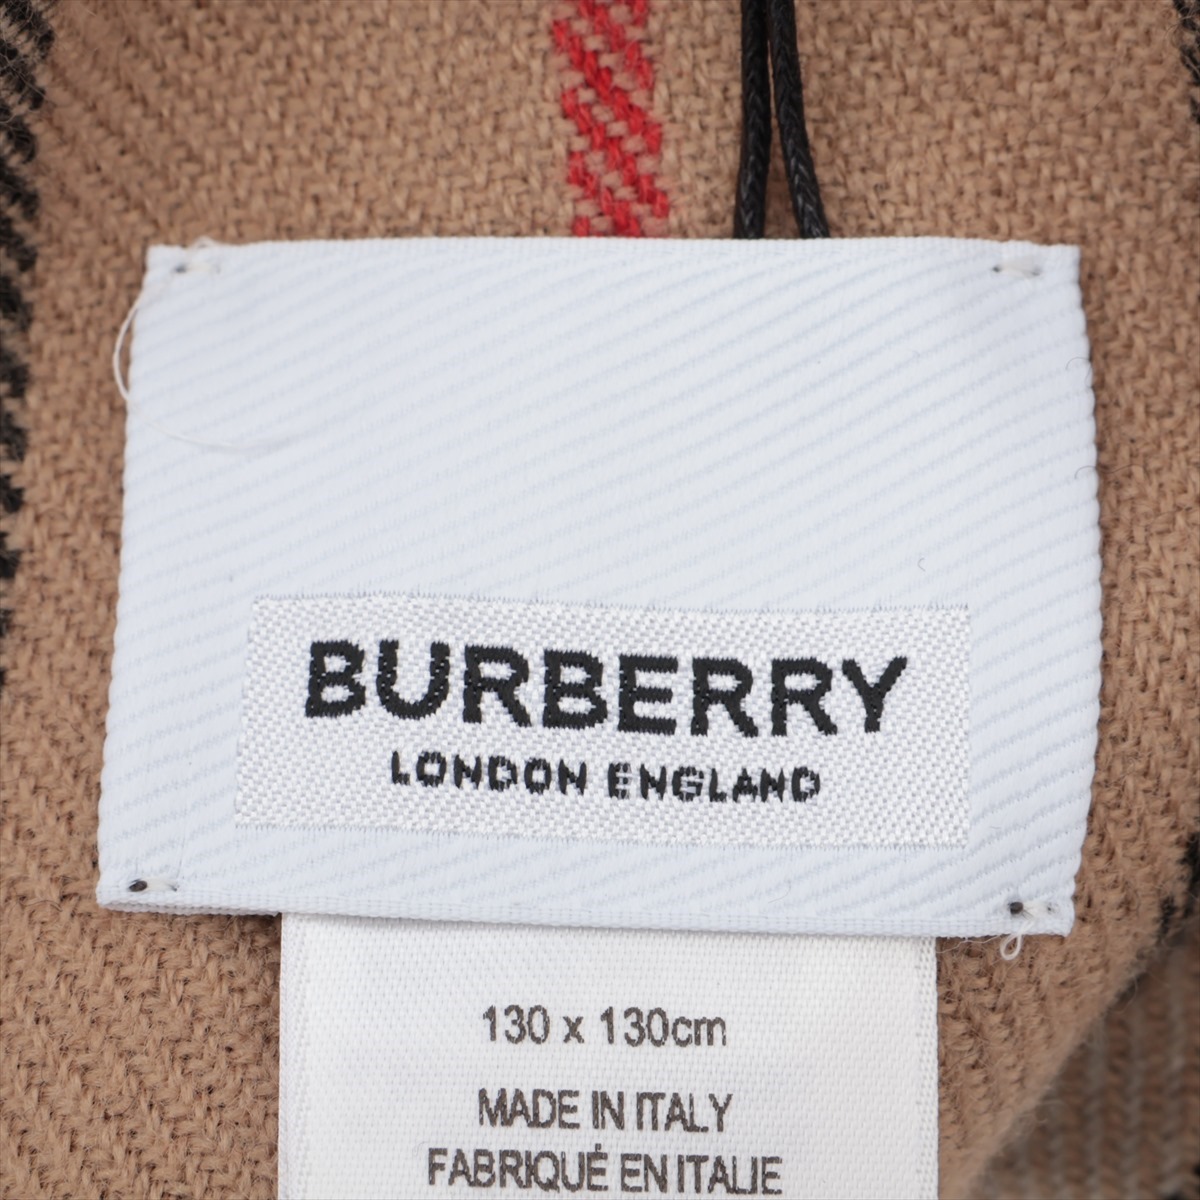 BURBERRY
LONDON ENGLAND
130 x 130cm
MADE IN ITALY
FABRIQUÉ EN ITALIE